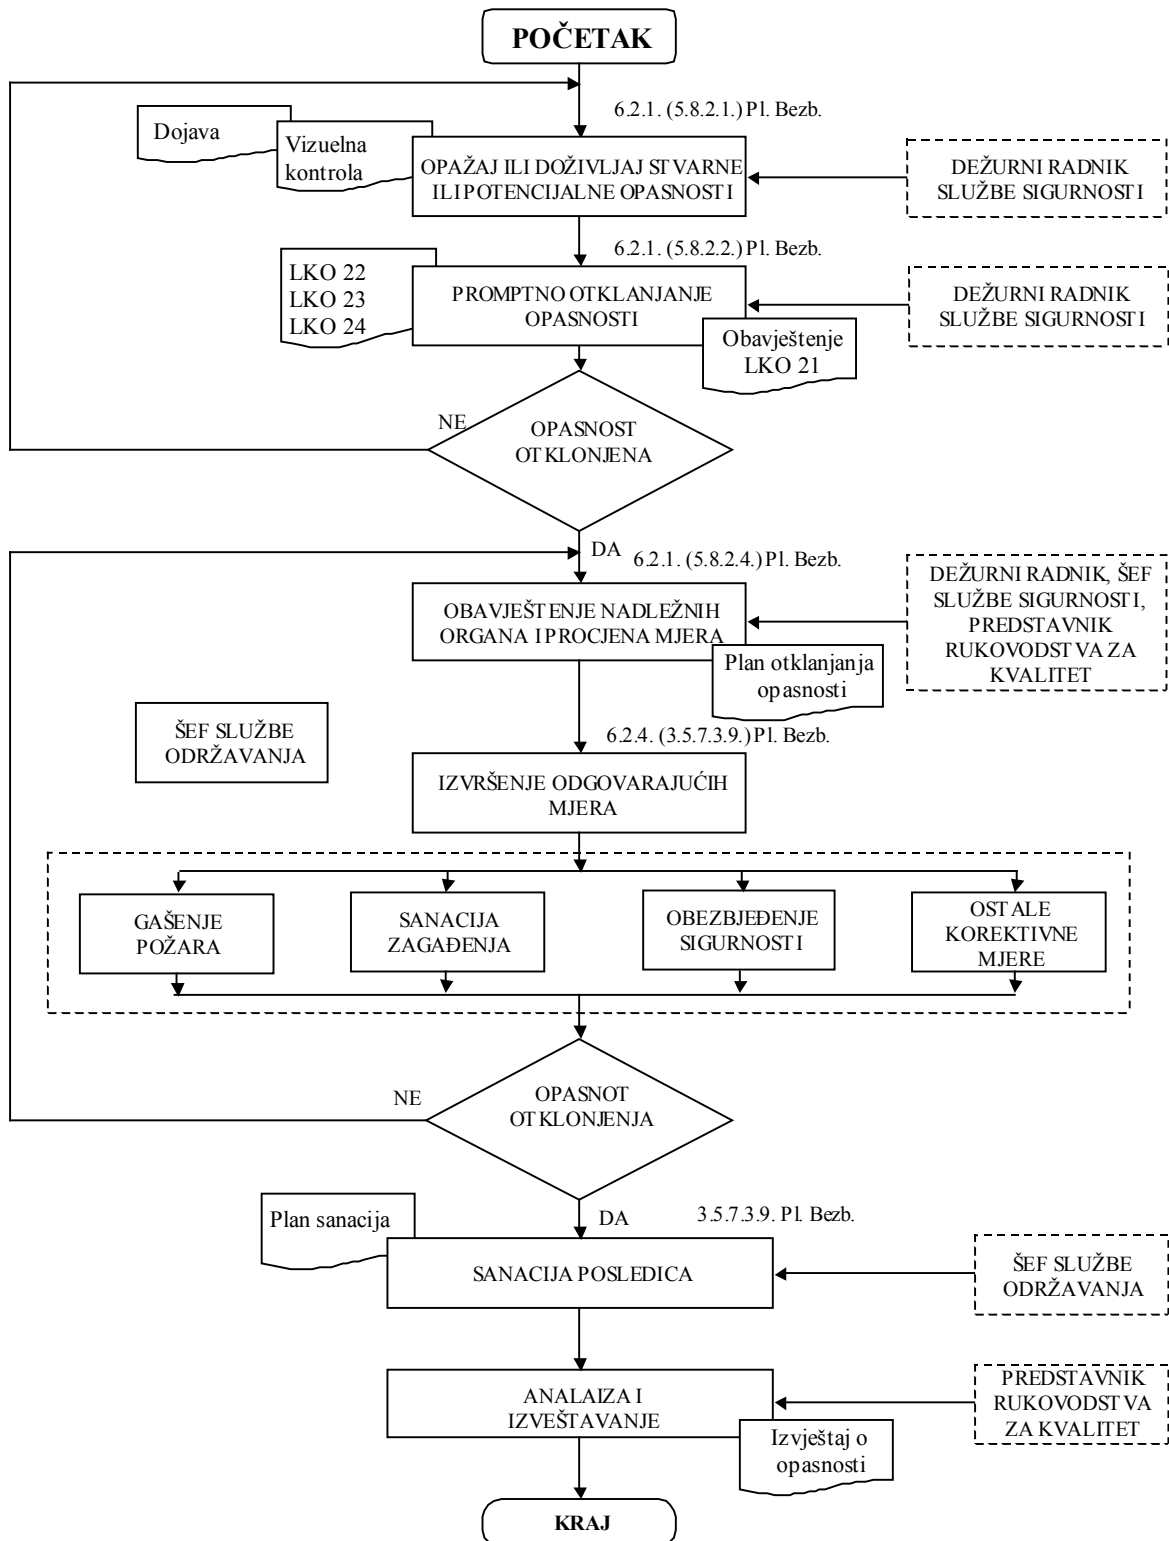 POČETAK
6.2.1. (5.8.2.1.) Pl. Bezb.
Dojava
Vizuelna
kontrola
OPAŽAJ ILI DOŽIVLJAJ STVARNE
ILI POTENCIJALNE OPASNOSTI
DEŽURNI RADNIK
SLUŽBE SIGURNOSTI
6.2.1. (5.8.2.2.) Pl. Bezb.
LKO 22
LKO 23
LKO 24
PROMPTNO OTKLANJANJE
OPASNOSTI
DEŽURNI RADNIK
SLUŽBE SIGURNOSTI
Obavještenje
LKO 21
NE
OPASNOST
OTKLONJENA
DA
6.2.1. (5.8.2.4.) Pl. Bezb.
OBAVJEŠTENJE NADLEŽNIH
ORGANA I PROCJENA MJERA
DEŽURNI RADNIK, ŠEF
SLUŽBE SIGURNOSTI,
PREDSTAVNIK
RUKOVODSTVA ZA
KVALITET
Plan otklanjanja
opasnosti
ŠEF SLUŽBE
ODRŽAVANJA
6.2.4. (3.5.7.3.9.) Pl. Bezb.
IZVRŠENJE ODGOVARAJUĆIH
MJERA
GAŠENJE
POŽARA
SANACIJA
ZAGAĐENJA
OBEZBJEĐENJE
SIGURNOSTI
OSTALE
KOREKTIVNE
MJERE
NE
OPASNOT
OTKLONJENJA
DA
3.5.7.3.9. Pl. Bezb.
Plan sanacija
SANACIJA POSLEDICA
ŠEF SLUŽBE
ODRŽAVANJA
ANALAIZA I
IZVEŠTAVANJE
PREDSTAVNIK
RUKOVODSTVA
ZA KVALITET
Izvještaj o
opasnosti
KRAJ